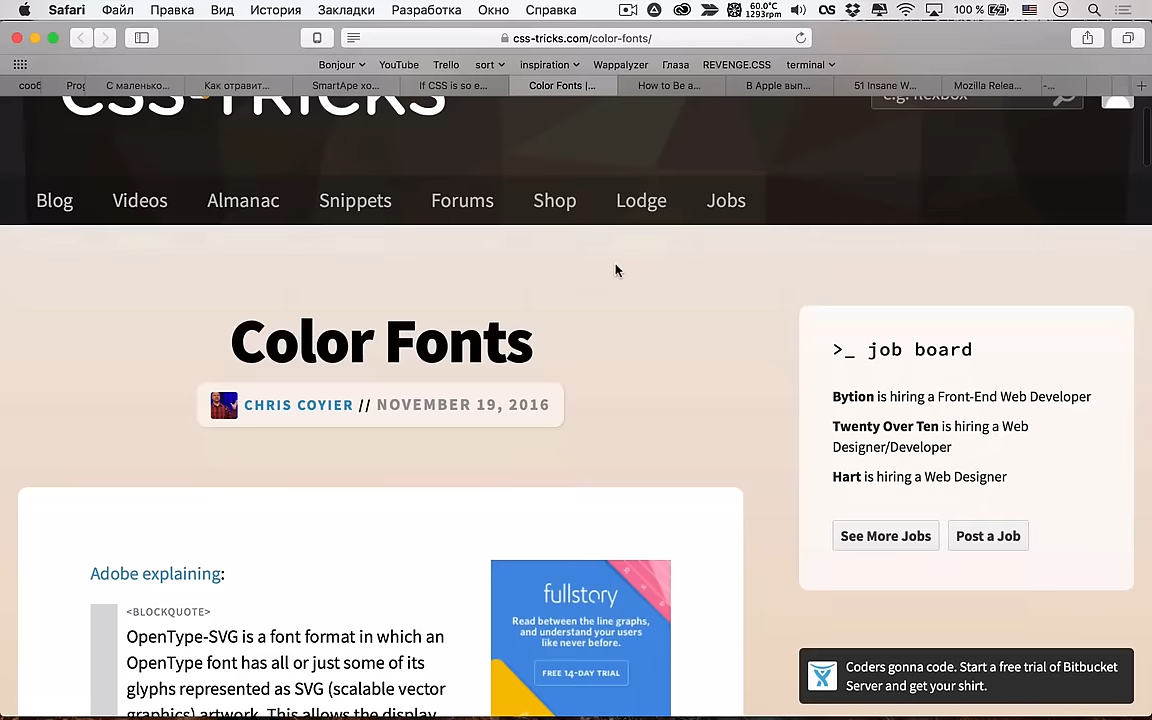 Safari Файл Правка Вид История Закладки Разработка Окно Справка 60.0°C 1293rpm 100 %
css-tricks.com/color-fonts/
Bonjour YouTube Trello sort inspiration Wappalyzer Глаза REVENGE.CSS terminal
сооб Prog С маленько... Как отравит... SmartApe хо... If CSS is so e... Color Fonts |... How to Be a... В Apple вып... 51 Insane W... Mozilla Relea... -...
CSS-TRICKS
e.g. flexbox
Blog Videos Almanac Snippets Forums Shop Lodge Jobs
Color Fonts
CHRIS COYIER // NOVEMBER 19, 2016
>_ job board
Bytion is hiring a Front-End Web Developer
Twenty Over Ten is hiring a Web
Designer/Developer
Hart is hiring a Web Designer
See More Jobs Post a Job
Adobe explaining:
<BLOCKQUOTE>
OpenType-SVG is a font format in which an
OpenType font has all or just some of its
glyphs represented as SVG (scalable vector
graphics) artwork. This allows the display
fullstory
Read between the line graphs,
and understand your users
like never before.
FREE 14-DAY TRIAL
Coders gonna code. Start a free trial of Bitbucket
Server and get your shirt.